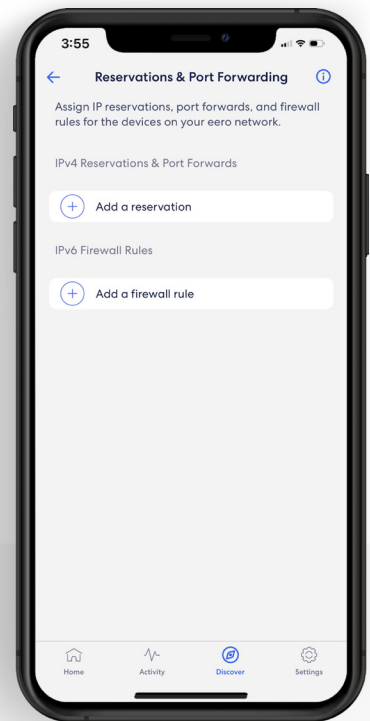 3:55
Reservations & Port Forwarding
Assign IP reservations, port forwards, and firewall
rules for the devices on your eero network.
IPv4 Reservations & Port Forwards
Add a reservation
IPv6 Firewall Rules
Add a firewall rule
Home Activity Discover Settings